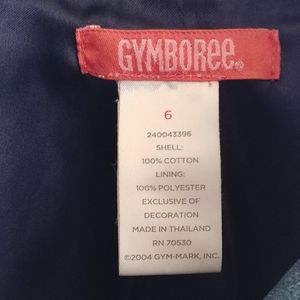 GYMBOREE®
6
240043396
SHELL:
100% COTTON
LINING:
100% POLYESTER
EXCLUSIVE OF
DECORATION
MADE IN THAILAND
RN 70530
©2004 GYM-MARK, INC.